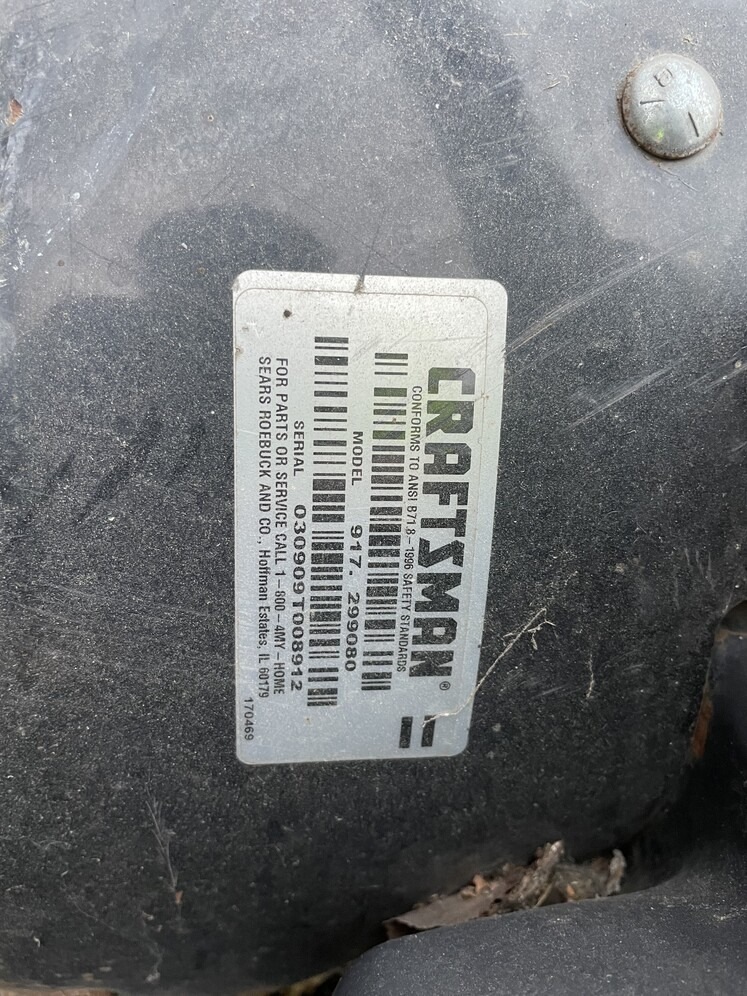 CRAFTSMAN®
CONFORMS TO ANSI B71.8-1996 SAFETY STANDARDS
MODEL 917. 299080
SERIAL 030909T008912
FOR PARTS OR SERVICE CALL 1-800-4MY-HOME
SEARS ROEBUCK AND CO., Hoffman Estates, IL 60179
170469